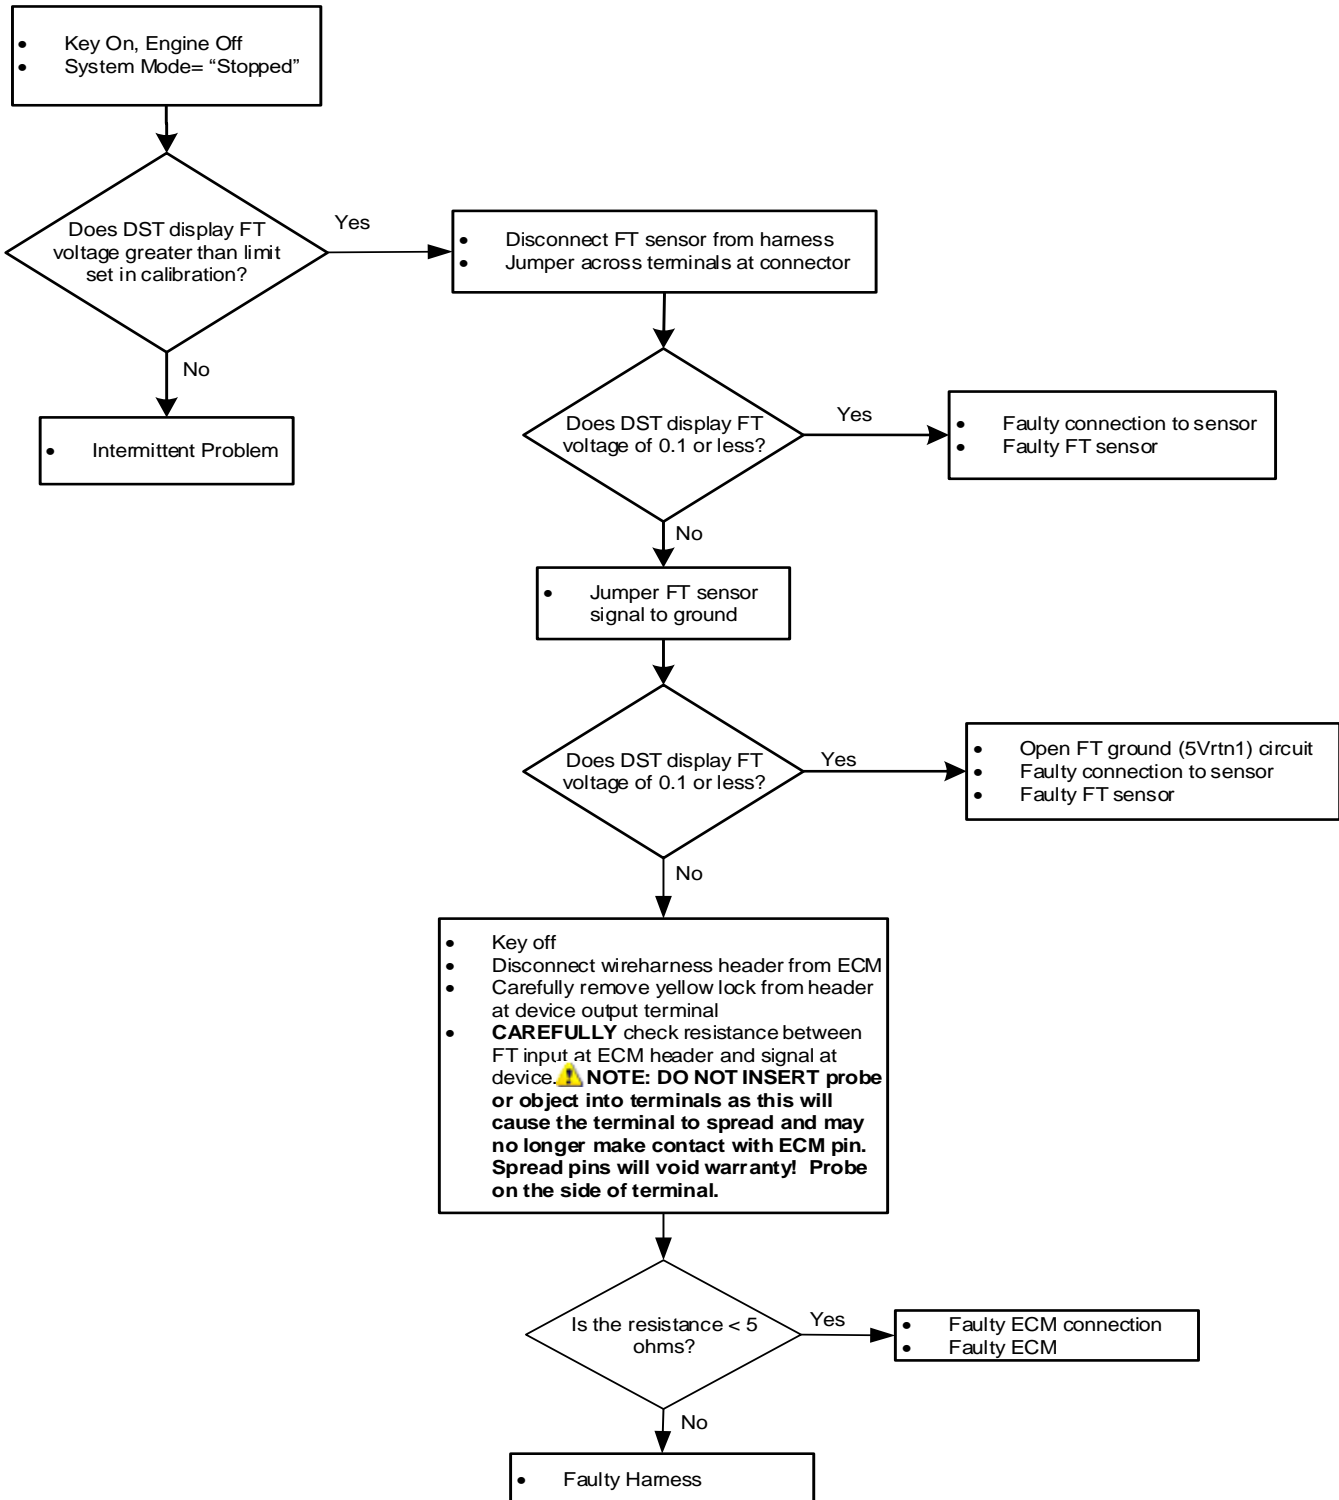 • Key On, Engine Off
• System Mode= “Stopped”
Does DST display FT
voltage greater than limit
set in calibration?
Yes
• Disconnect FT sensor from harness
• Jumper across terminals at connector
No
• Intermittent Problem
Does DST display FT
voltage of 0.1 or less?
Yes
• Faulty connection to sensor
• Faulty FT sensor
No
• Jumper FT sensor
signal to ground
Does DST display FT
voltage of 0.1 or less?
Yes
• Open FT ground (5Vrtn1) circuit
• Faulty connection to sensor
• Faulty FT sensor
No
• Key off
• Disconnect wireharness header from ECM
• Carefully remove yellow lock from header
at device output terminal
• CAREFULLY check resistance between
FT input at ECM header and signal at
device. NOTE: DO NOT INSERT probe
or object into terminals as this will
cause the terminal to spread and may
no longer make contact with ECM pin.
Spread pins will void warranty! Probe
on the side of terminal.
Is the resistance < 5
ohms?
Yes
• Faulty ECM connection
• Faulty ECM
No
• Faulty Harness